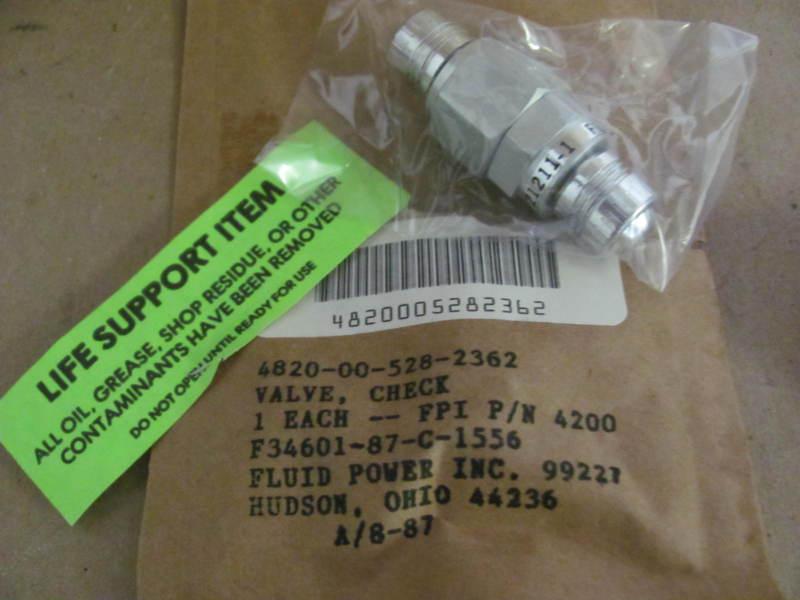 LIFE SUPPORT ITEM
ALL OIL, GREASE, SHOP RESIDUE, OR OTHER
CONTAMINANTS HAVE BEEN REMOVED
DO NOT OPEN UNTIL READY FOR USE
21211-1
4820005282362
4820-00-528-2362
VALVE, CHECK
1 EACH -- FPI P/N 4200
F34601-87-C-1556
FLUID POWER INC. 99227
HUDSON, OHIO 44236
A/8-87